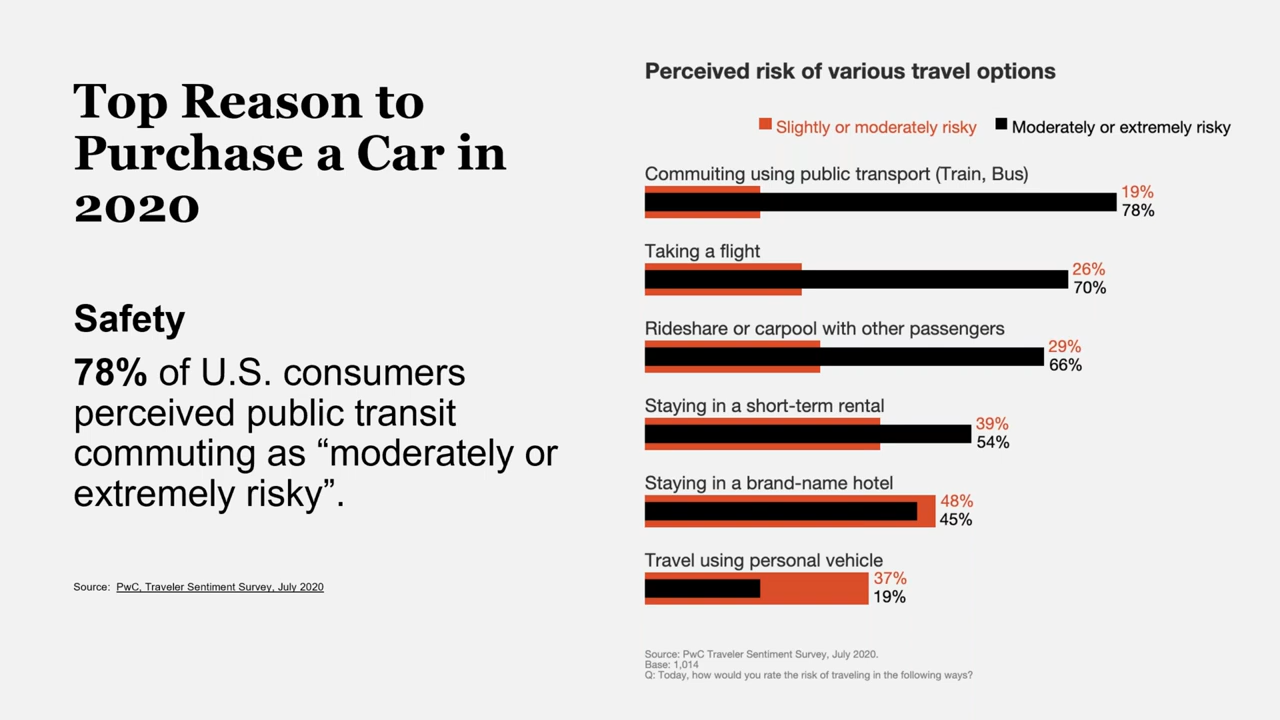 Top Reason to
Purchase a Car in
2020
Safety
78% of U.S. consumers
perceived public transit
commuting as “moderately or
extremely risky”.
Source: PwC, Traveler Sentiment Survey, July 2020
Perceived risk of various travel options
Slightly or moderately risky
Moderately or extremely risky
Commuiting using public transport (Train, Bus)
19%
78%
Taking a flight
26%
70%
Rideshare or carpool with other passengers
29%
66%
Staying in a short-term rental
39%
54%
Staying in a brand-name hotel
48%
45%
Travel using personal vehicle
37%
19%
Source: PwC Traveler Sentiment Survey, July 2020.
Base: 1,014
Q: Today, how would you rate the risk of traveling in the following ways?